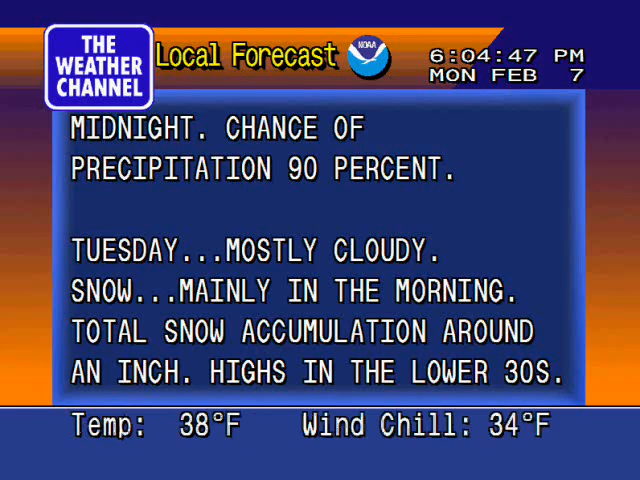 THE
WEATHER
CHANNEL
Local Forecast
NOAA
6:04:47 PM
MON FEB 7
MIDNIGHT. CHANCE OF
PRECIPITATION 90 PERCENT.
TUESDAY...MOSTLY CLOUDY.
SNOW...MAINLY IN THE MORNING.
TOTAL SNOW ACCUMULATION AROUND
AN INCH. HIGHS IN THE LOWER 30S.
Temp: 38°F Wind Chill: 34°F